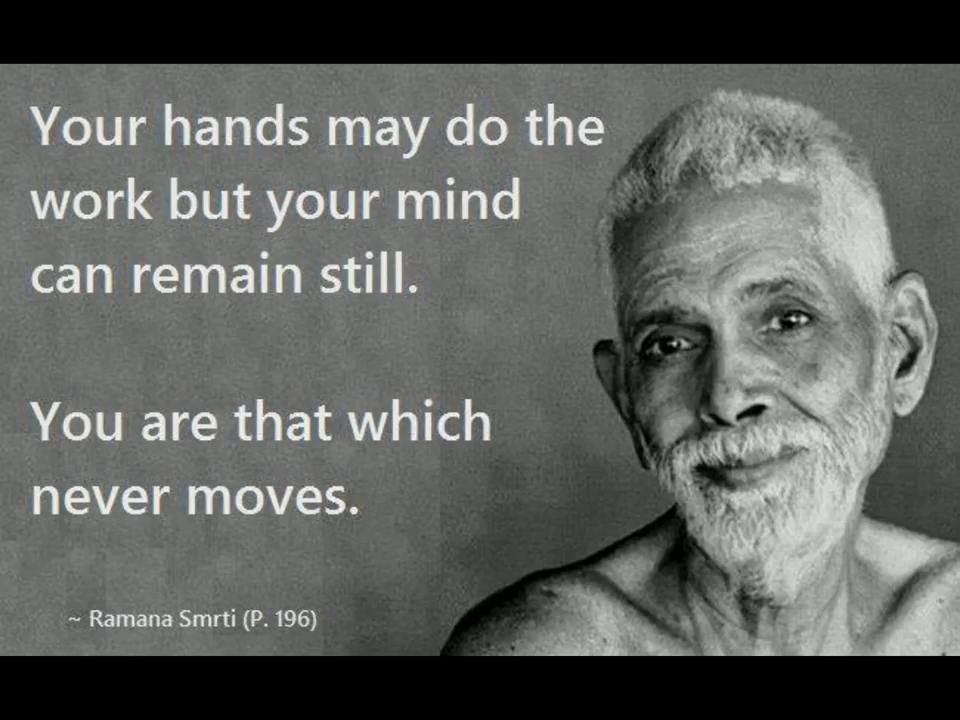 Your hands may do the
work but your mind
can remain still.
You are that which
never moves.
~ Ramana Smrti (P. 196)